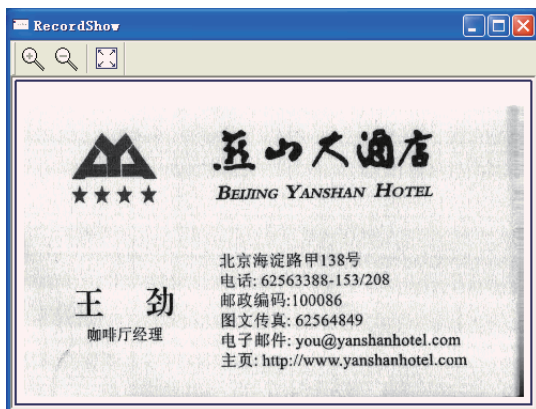 RecordShow
燕山大酒店
BEIJING YANSHAN HOTEL
王 劲
咖啡厅经理
北京海淀路甲138号
电话: 62563388-153/208
邮政编码:100086
图文传真: 62564849
电子邮件: you@yanshanhotel.com
主页: http://www.yanshanhotel.com